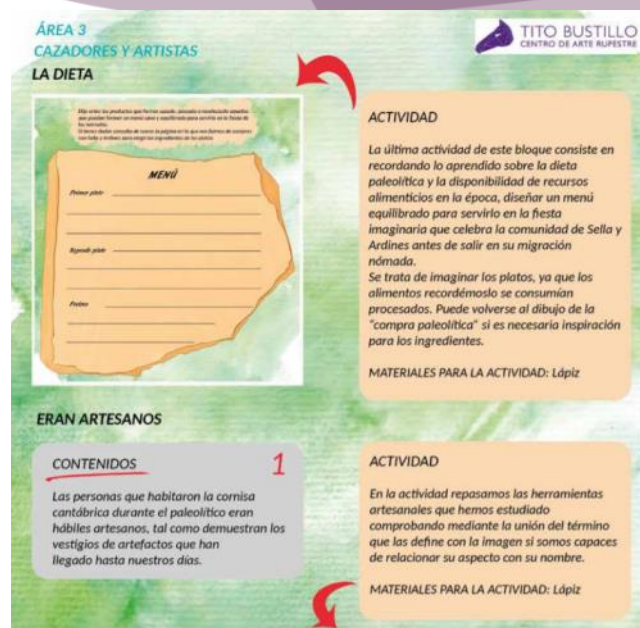 ÁREA 3
CAZADORES Y ARTISTAS
LA DIETA
TITO BUSTILLO
CENTRO DE ARTE RUPESTRE
MENÚ
Primer plato
Segundo plato
Postre
ACTIVIDAD
La última actividad de este bloque consiste en
recordando lo aprendido sobre la dieta
paleolítica y la disponibilidad de recursos
alimenticios en la época, diseñar un menú
equilibrado para servirlo en la fiesta
imaginaria que celebra la comunidad de Sella y
Ardines antes de salir en su migración
nómada.
Se trata de imaginar los platos, ya que los
alimentos recordémoslo se consumían
procesados. Puede volverse al dibujo de la
"compra paleolítica" si es necesaria inspiración
para los ingredientes.
MATERIALES PARA LA ACTIVIDAD: Lápiz
ERAN ARTESANOS
CONTENIDOS
1
Las personas que habitaron la cornisa
cantábrica durante el paleolítico eran
hábiles artesanos, tal como demuestran los
vestigios de artefactos que han
llegado hasta nuestros días.
ACTIVIDAD
En la actividad repasamos las herramientas
artesanales que hemos estudiado
comprobando mediante la unión del término
que las define con la imagen si somos capaces
de relacionar su aspecto con su nombre.
MATERIALES PARA LA ACTIVIDAD: Lápiz